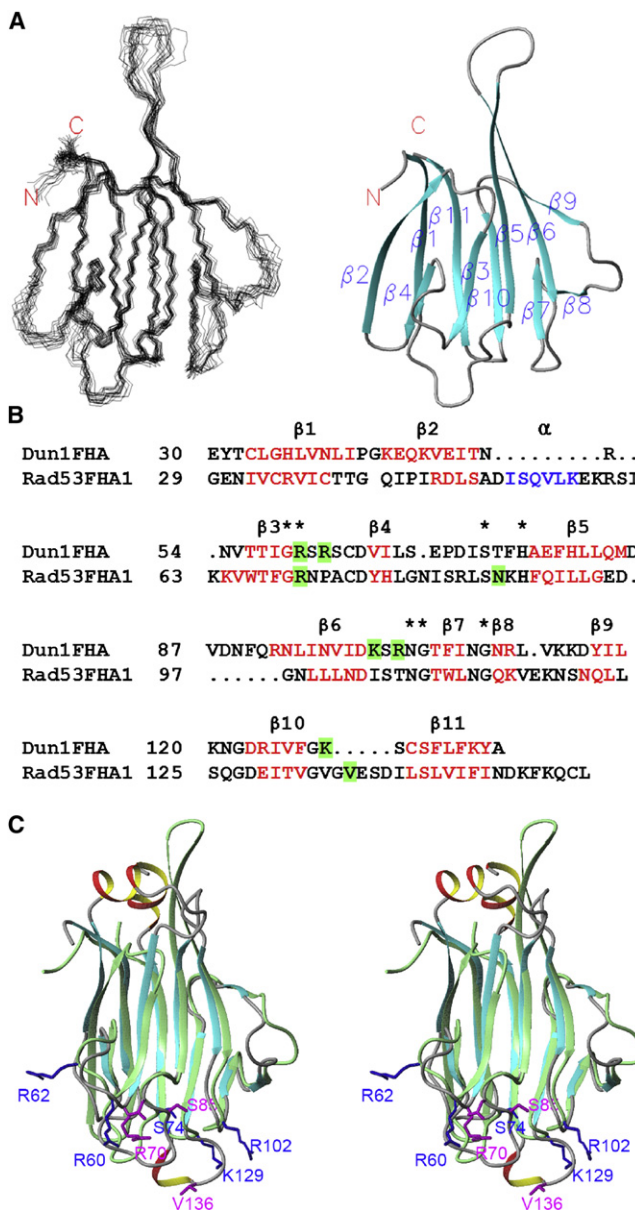 A
C
N
C
N
β9
β11
β1
β5
β6
β2
β3
β4
β10
β7
β8
B
β1 β2 α
Dun1FHA 30 EYTCLGHLVNLIPGKEQKVEITN.........R.
Rad53FHA1 29 GENIVCRVICTTG QIPIRDLSADISQVLKEKRSI
β3** β4 * * β5
Dun1FHA 54 .NVTTIGRSRSCDVILS.EPDISTFHAEFHLLQMD
Rad53FHA1 63 KKVWTFGRNPACDYHLGNISRLSNKHFQILLGED.
β6 ** β7 *β8 β9
Dun1FHA 87 VDNFQRNLINVIDKSRNGTFINGNRL.VKKDYIL
Rad53FHA1 97 ......GNLLLNDISTNGTWLNGQKVEKNSNQLL
β10 β11
Dun1FHA 120 KNGDRIVFGK.....SCSFLFKYA
Rad53FHA1 125 SQGDEITVGVGVESDILSLVIFINDKFKQCL
C
R62
S74
R60
R70
R102
K129
V136
R62
S74
R60
R70
R102
K129
V136